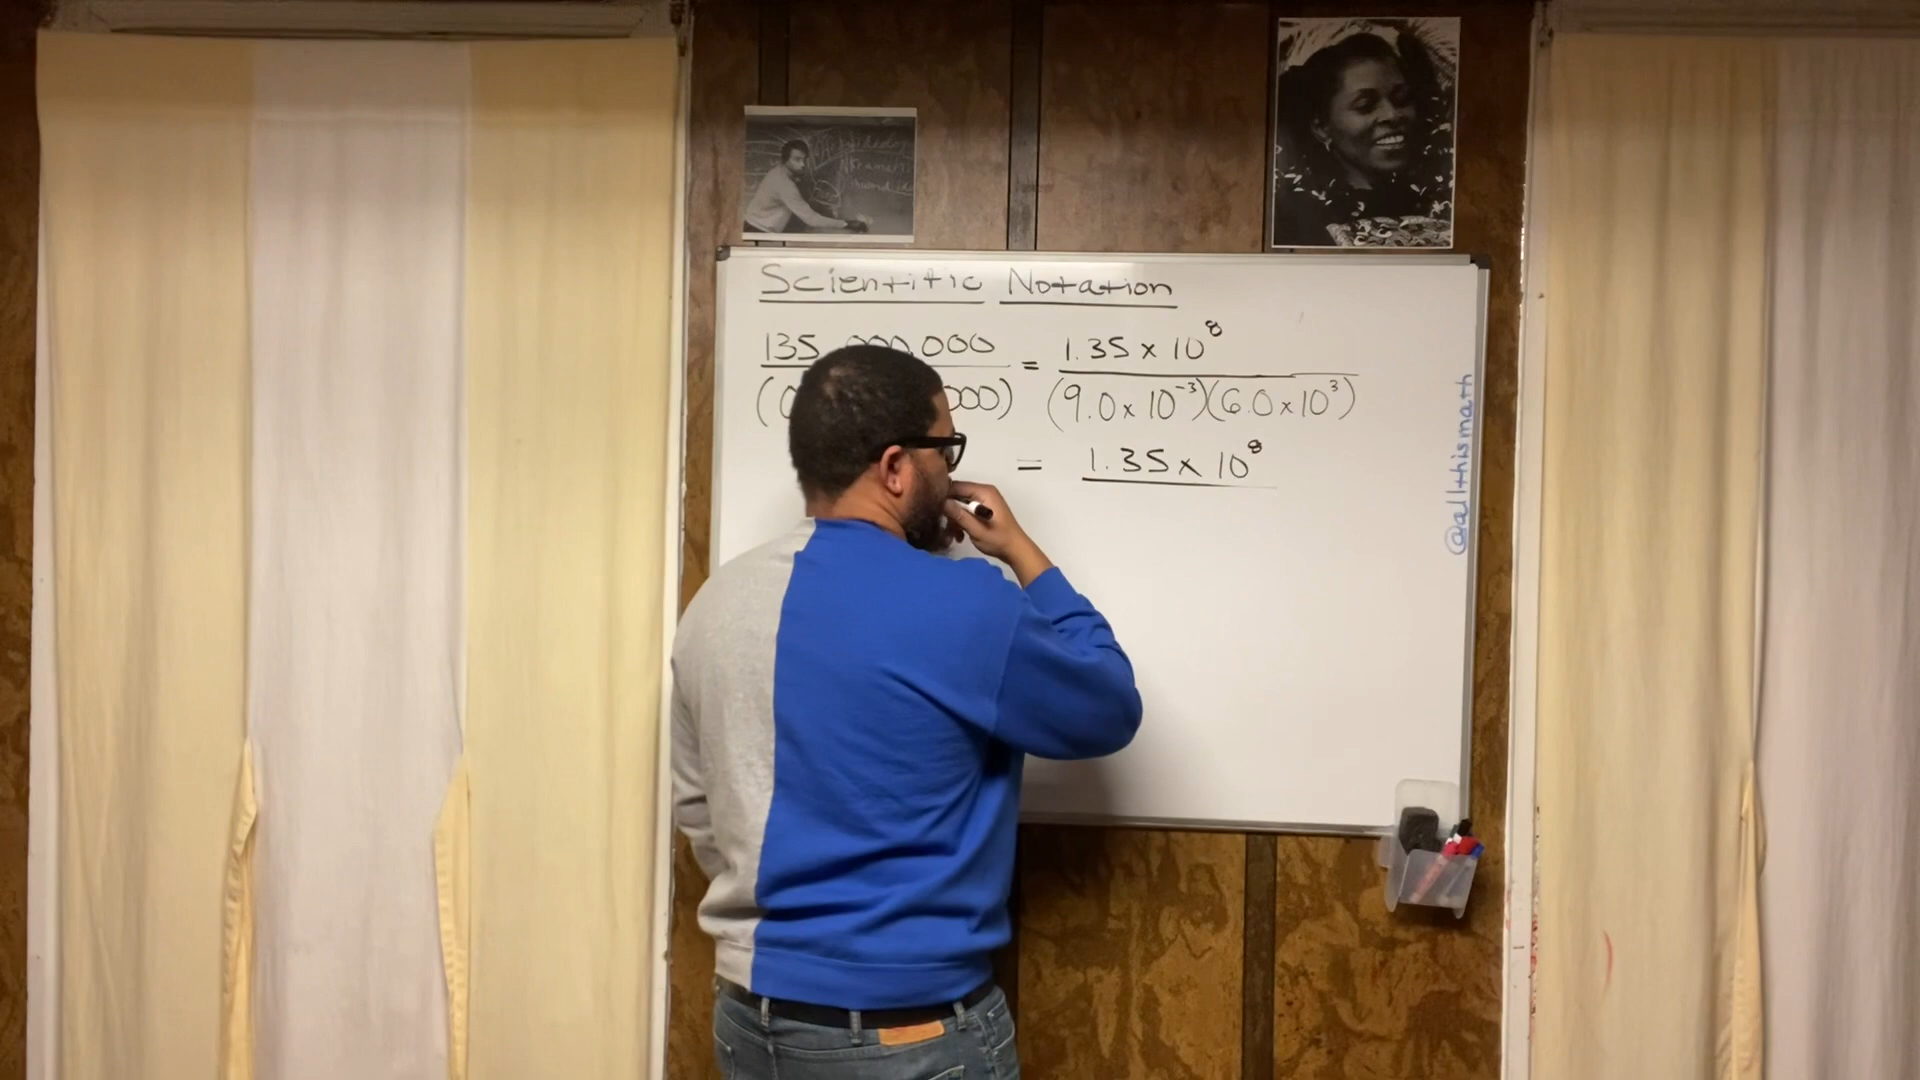 Scientific Notation
135,000,000 = 1.35 x 10⁸
( 000) (9.0 x 10⁻³)(6.0 x 10³)
= 1.35 x 10⁸
@allthismath